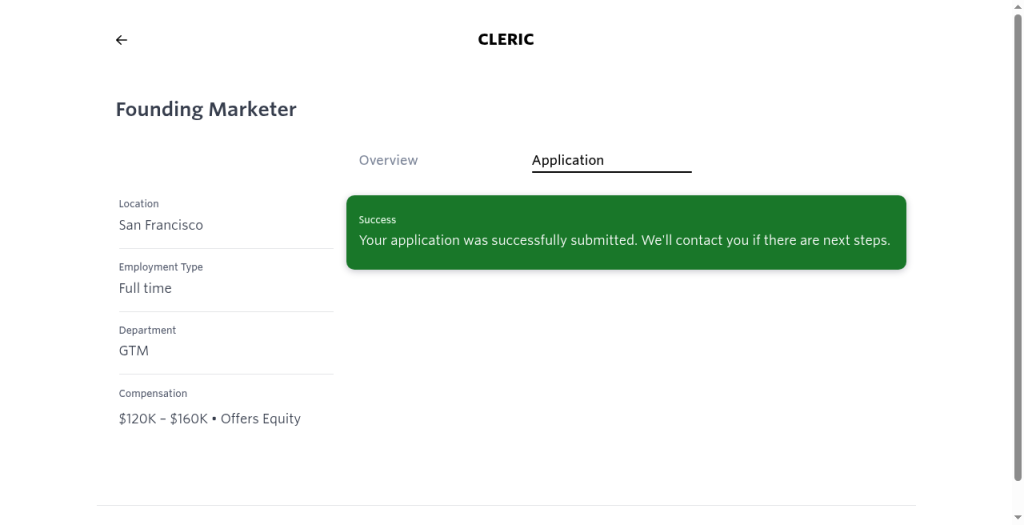 CLERIC
Founding Marketer
Overview
Application
Location
San Francisco
Employment Type
Full time
Department
GTM
Compensation
$120K – $160K • Offers Equity
Success
Your application was successfully submitted. We'll contact you if there are next steps.